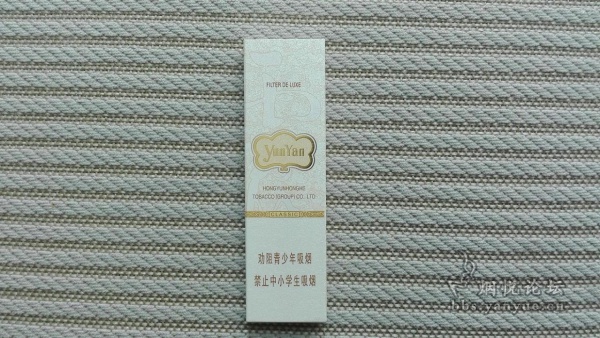 FILTER DE LUXE
YunYan
HONGYUNHONGHE
TOBACCO (GROUP) CO., LTD
CLASSIC
劝阻青少年吸烟
禁止中小学生吸烟
烟悦论坛
bbs.yanyue.cn